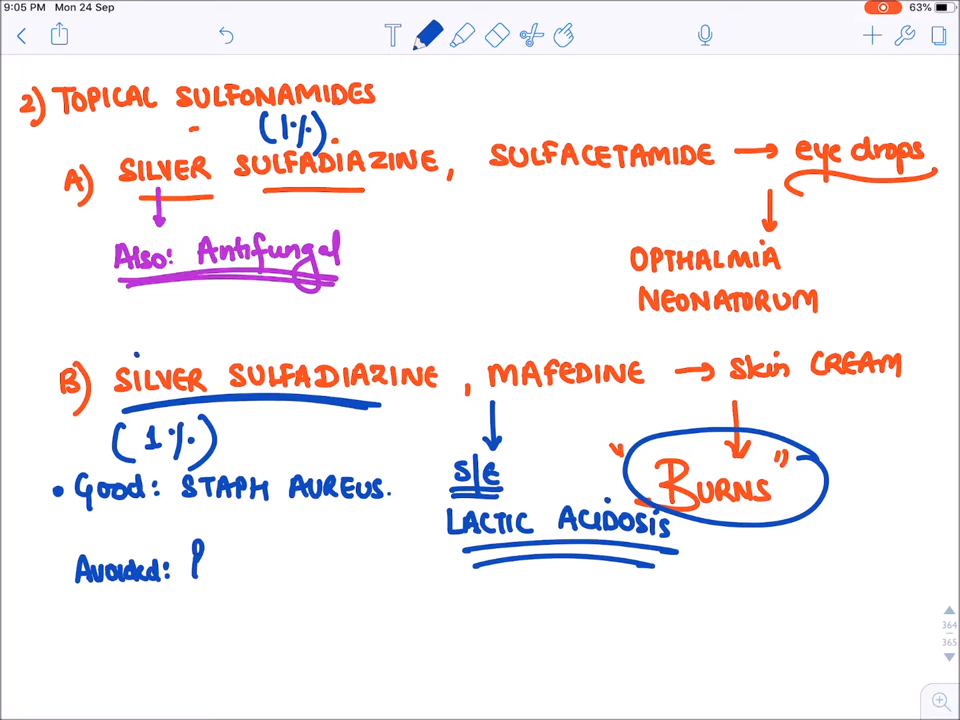 9:05 PM Mon 24 Sep 63%
T
2) TOPICAL SULFONAMIDES
(1%).
A) SILVER SULFADIAZINE, SULFACETAMIDE → eye drops
Also: Antifungal
OPTHALMIA
NEONATORUM
B) SILVER SULFADIAZINE, MAFEDINE → Skin CREAM
(1%)
S/E
"BURNS"
• Good: STAPH AUREUS.
LACTIC ACIDOSIS
Avoided: P
364
365